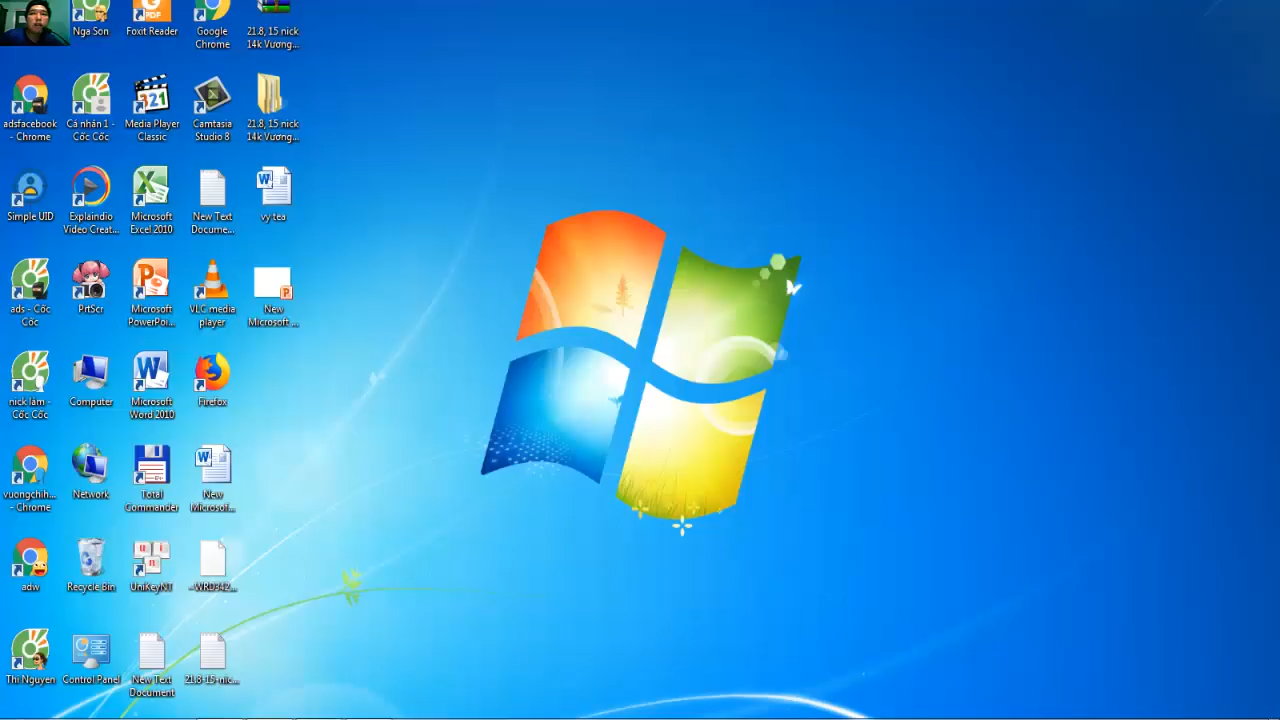 Nga Son
Foxit Reader
Google
Chrome
21.8, 15 nick
14k Vương...
adsfacebook
- Chrome
Cá nhân 1 -
Cốc Cốc
Media Player
Classic
Camtasia
Studio 8
21.8, 15 nick
14k Vương...
Simple UID
Explaindio
Video Creat...
Microsoft
Excel 2010
New Text
Docume...
vy tea
ads - Cốc
Cốc
PrtScr
Microsoft
PowerPoi...
VLC media
player
New
Microsoft ...
nick làm -
Cốc Cốc
Computer
Microsoft
Word 2010
Firefox
vuongchih...
- Chrome
Network
Total
Commander
New
Microsof...
adw
Recycle Bin
UniKeyNT
~WRD342...
Thi Nguyen
Control Panel
New Text
Document
21.8-15-nic...